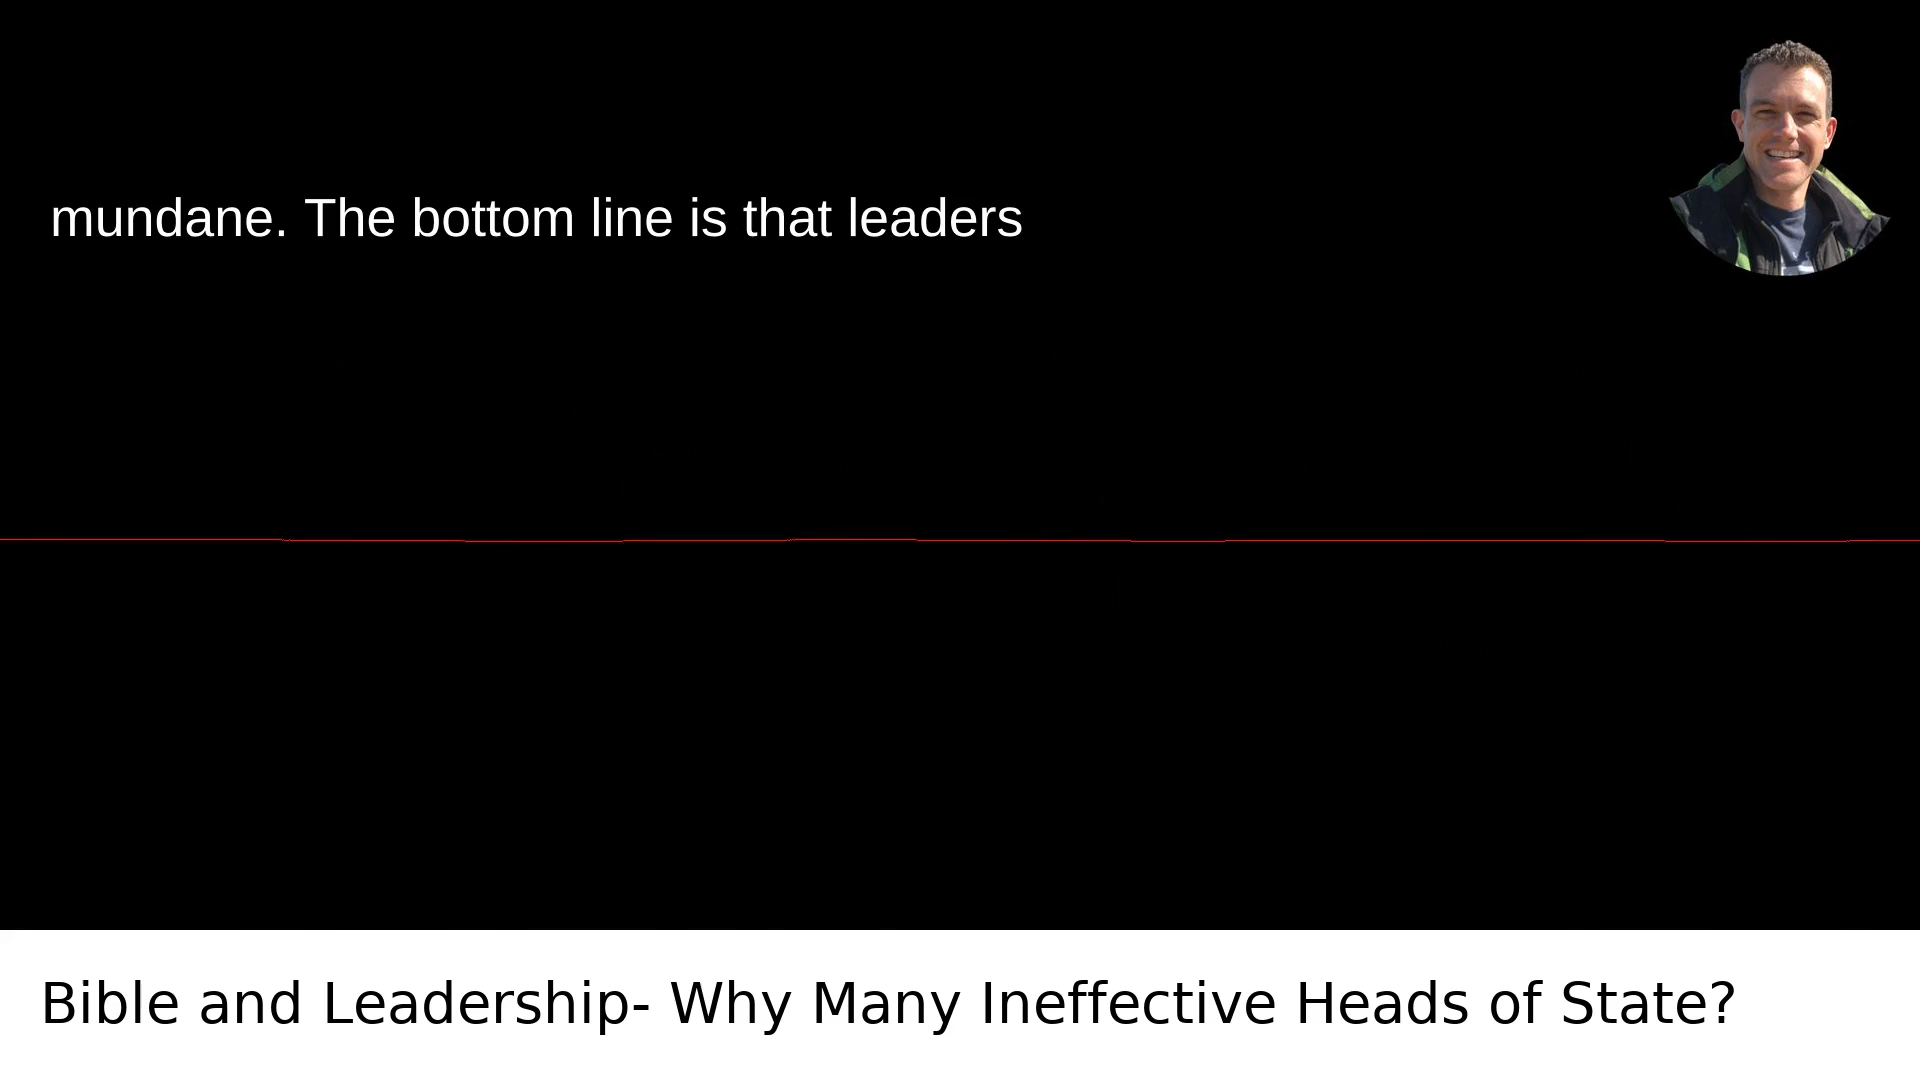 mundane. The bottom line is that leaders
Bible and Leadership- Why Many Ineffective Heads of State?